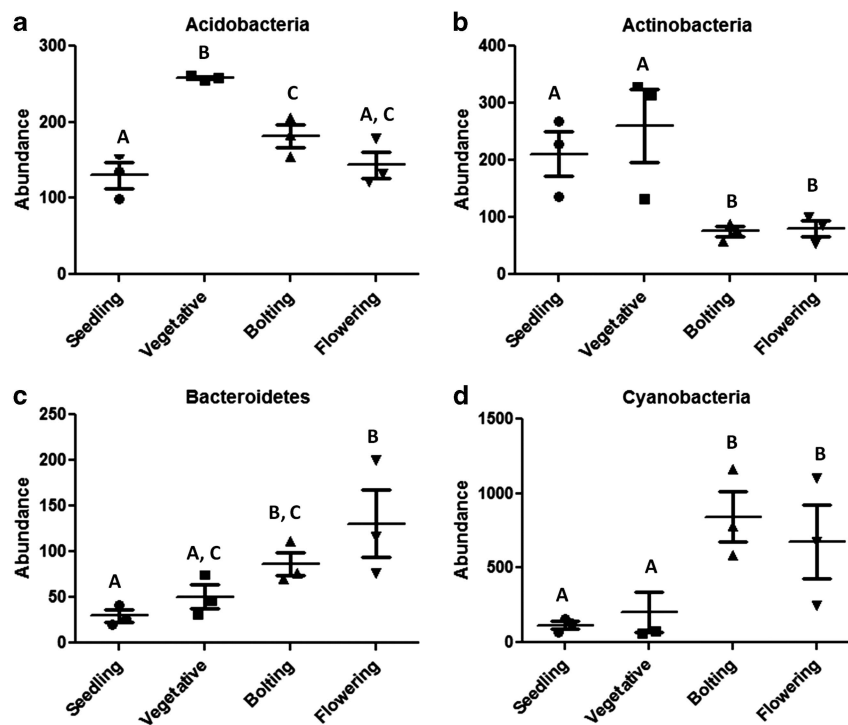 a
Acidobacteria
Abundance
300
200
100
0
A
B
C
A, C
Seedling
Vegetative
Bolting
Flowering
b
Actinobacteria
Abundance
400
300
200
100
0
A
A
B
B
Seedling
Vegetative
Bolting
Flowering
c
Bacteroidetes
Abundance
250
200
150
100
50
0
A
A, C
B, C
B
Seedling
Vegetative
Bolting
Flowering
d
Cyanobacteria
Abundance
1500
1000
500
0
A
A
B
B
Seedling
Vegetative
Bolting
Flowering